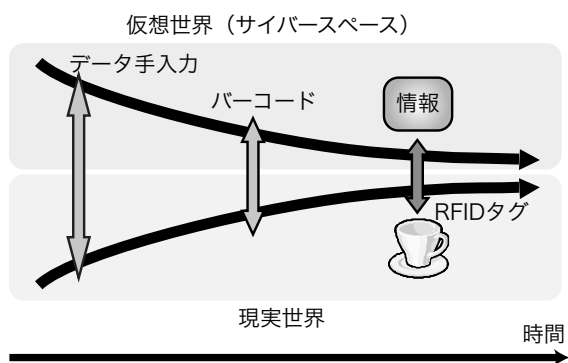 仮想世界（サイバースペース）
データ手入力
バーコード
情報
RFIDタグ
現実世界
時間